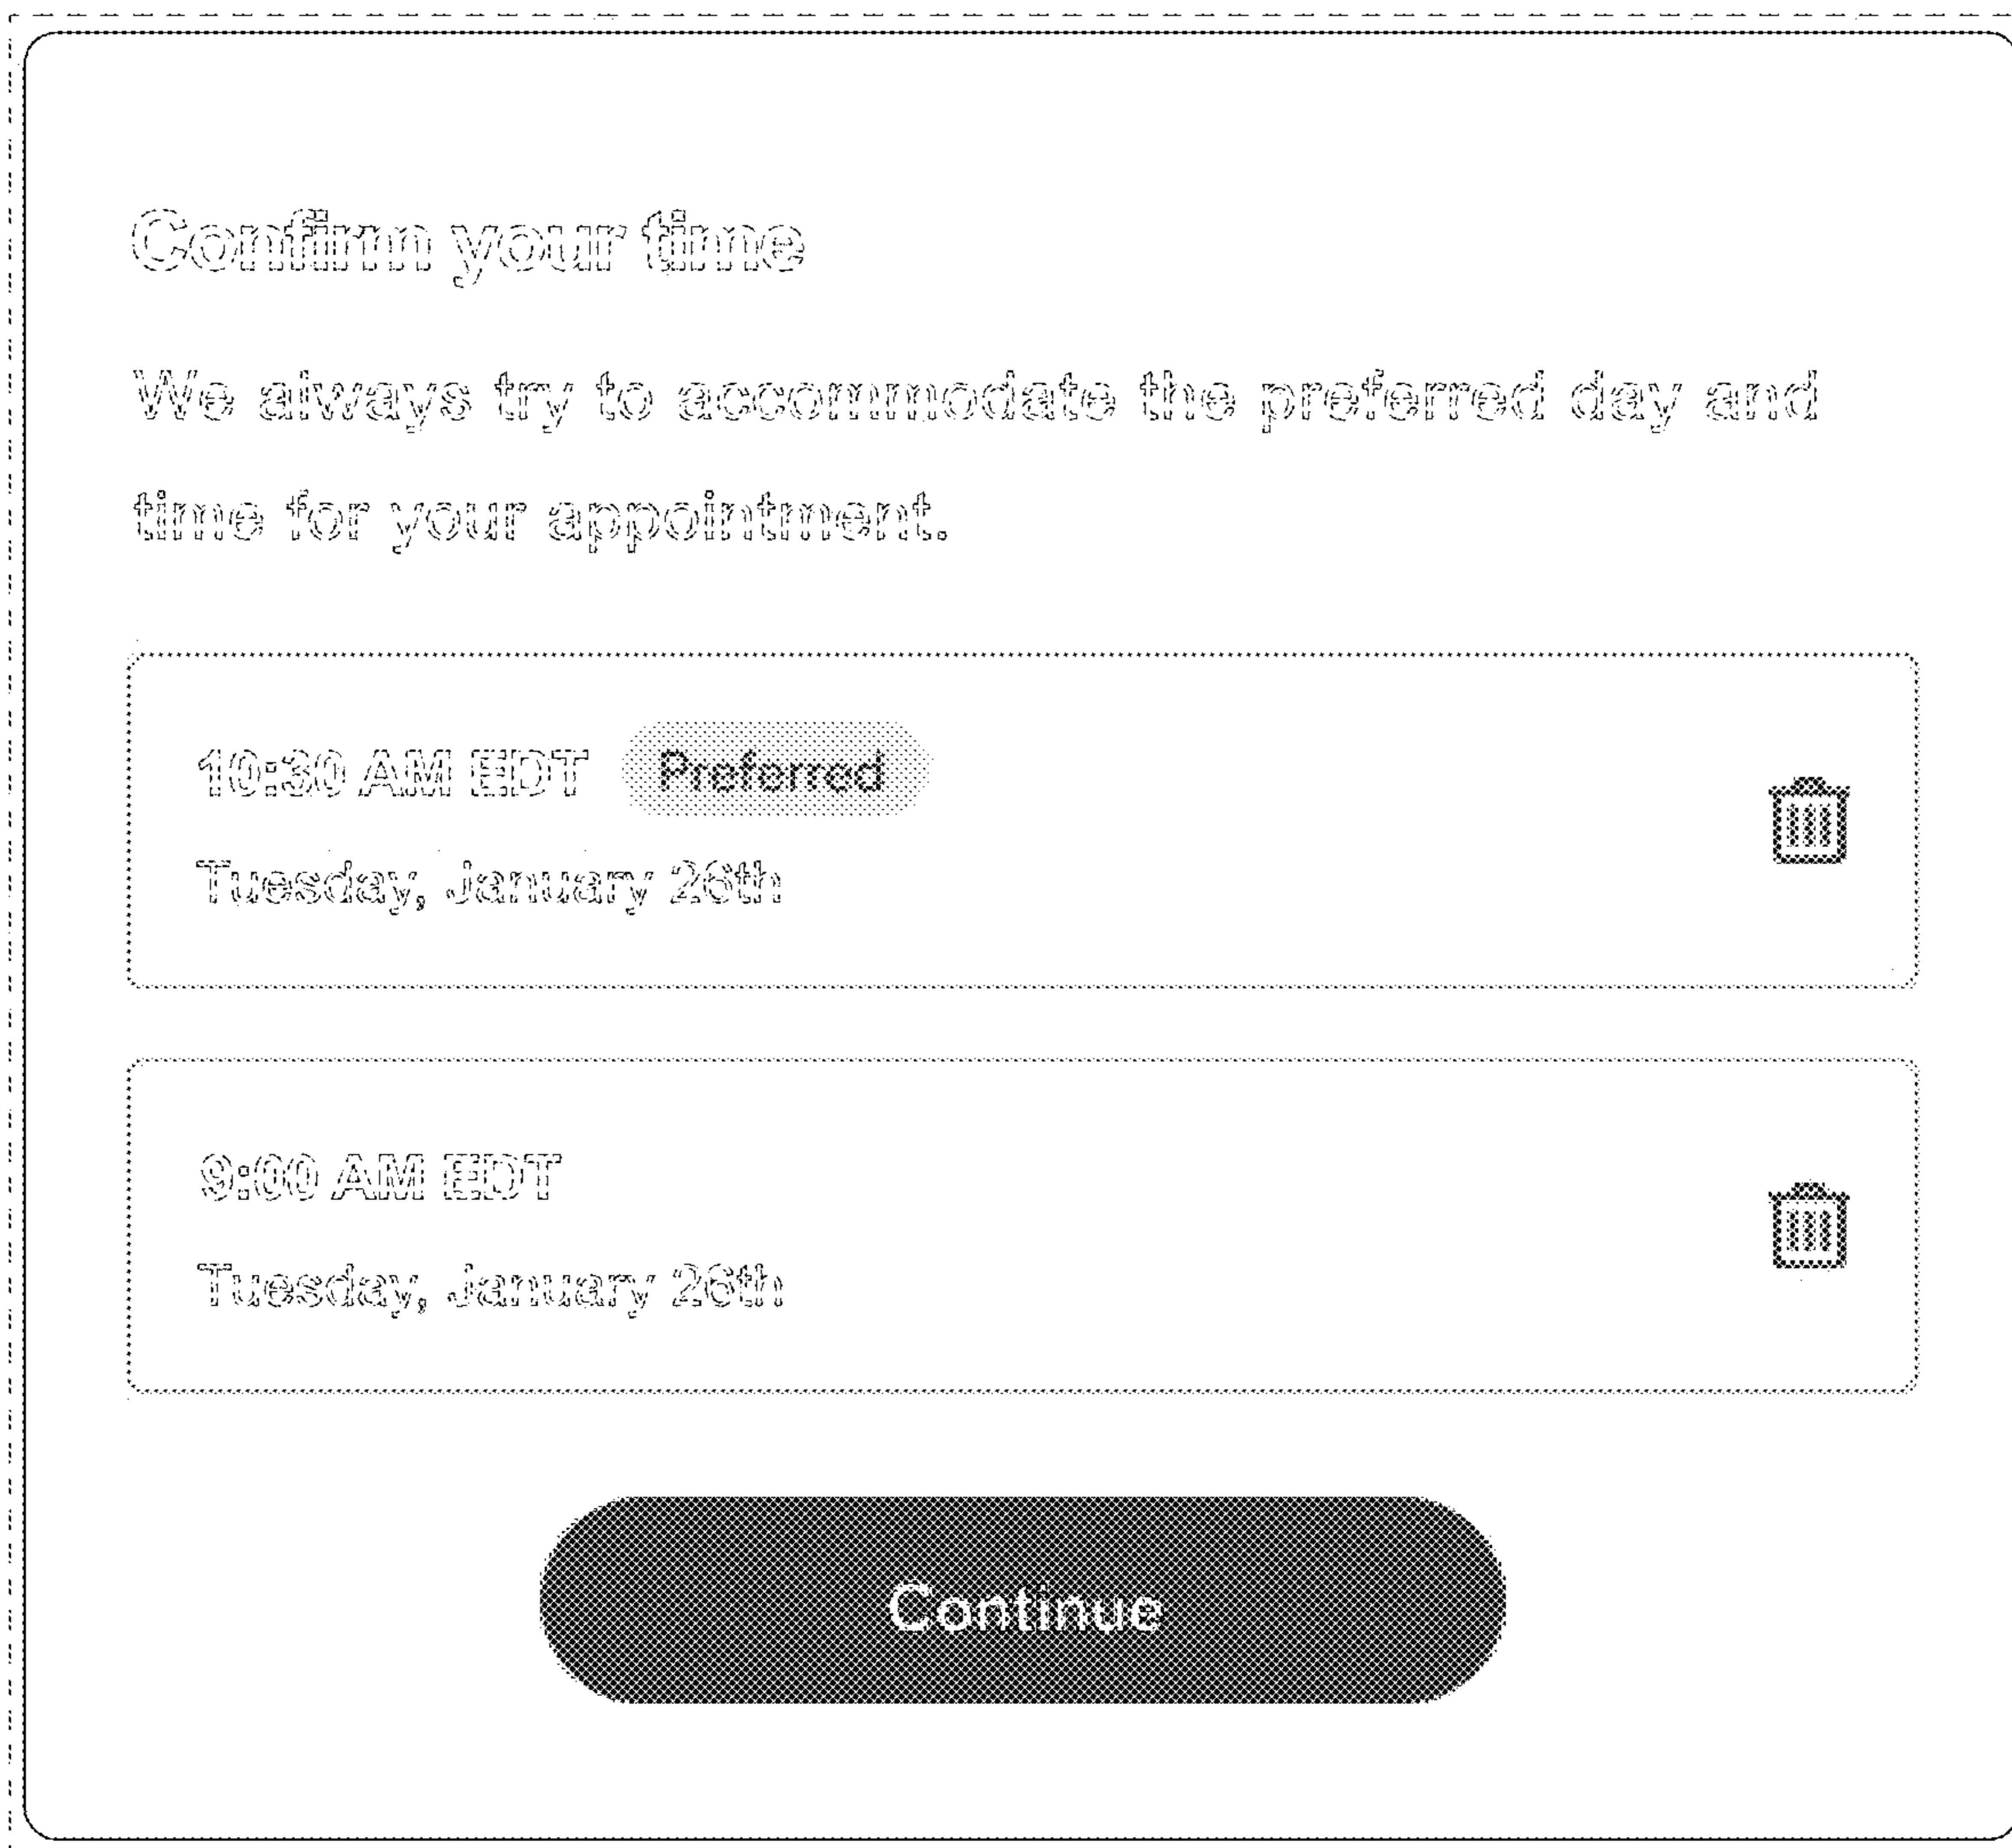 Confirm your time
We always try to accommodate the preferred day and
time for your appointment.
10:30 AM EDT Preferred
Tuesday, January 26th
9:00 AM EDT
Tuesday, January 26th
Continue